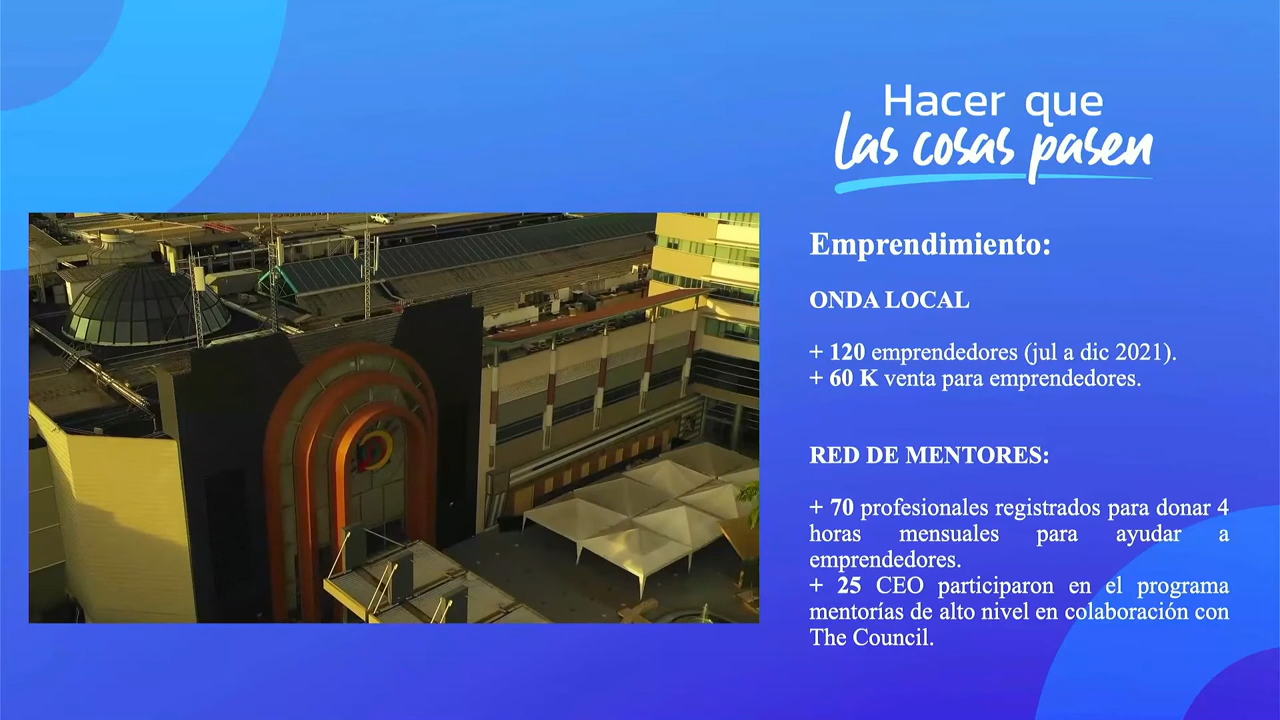 Hacer que
las cosas pasen
Emprendimiento:
ONDA LOCAL
+ 120 emprendedores (jul a dic 2021).
+ 60 K venta para emprendedores.
RED DE MENTORES:
+ 70 profesionales registrados para donar 4
horas mensuales para ayudar a
emprendedores.
+ 25 CEO participaron en el programa
mentorías de alto nivel en colaboración con
The Council.